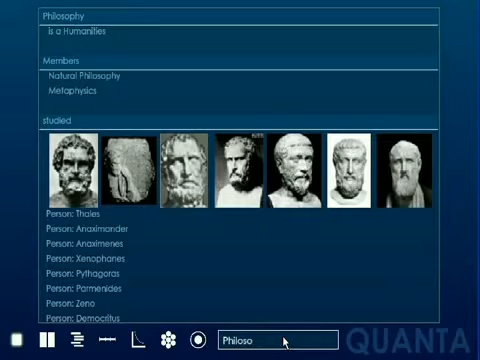 Philosophy
is a Humanities
Members
Natural Philosophy
Metaphysics
studied
Person: Thales
Person: Anaximander
Person: Anaximenes
Person: Xenophanes
Person: Pythagoras
Person: Parmenides
Person: Zeno
Person: Democritus
Philoso
QUANTA